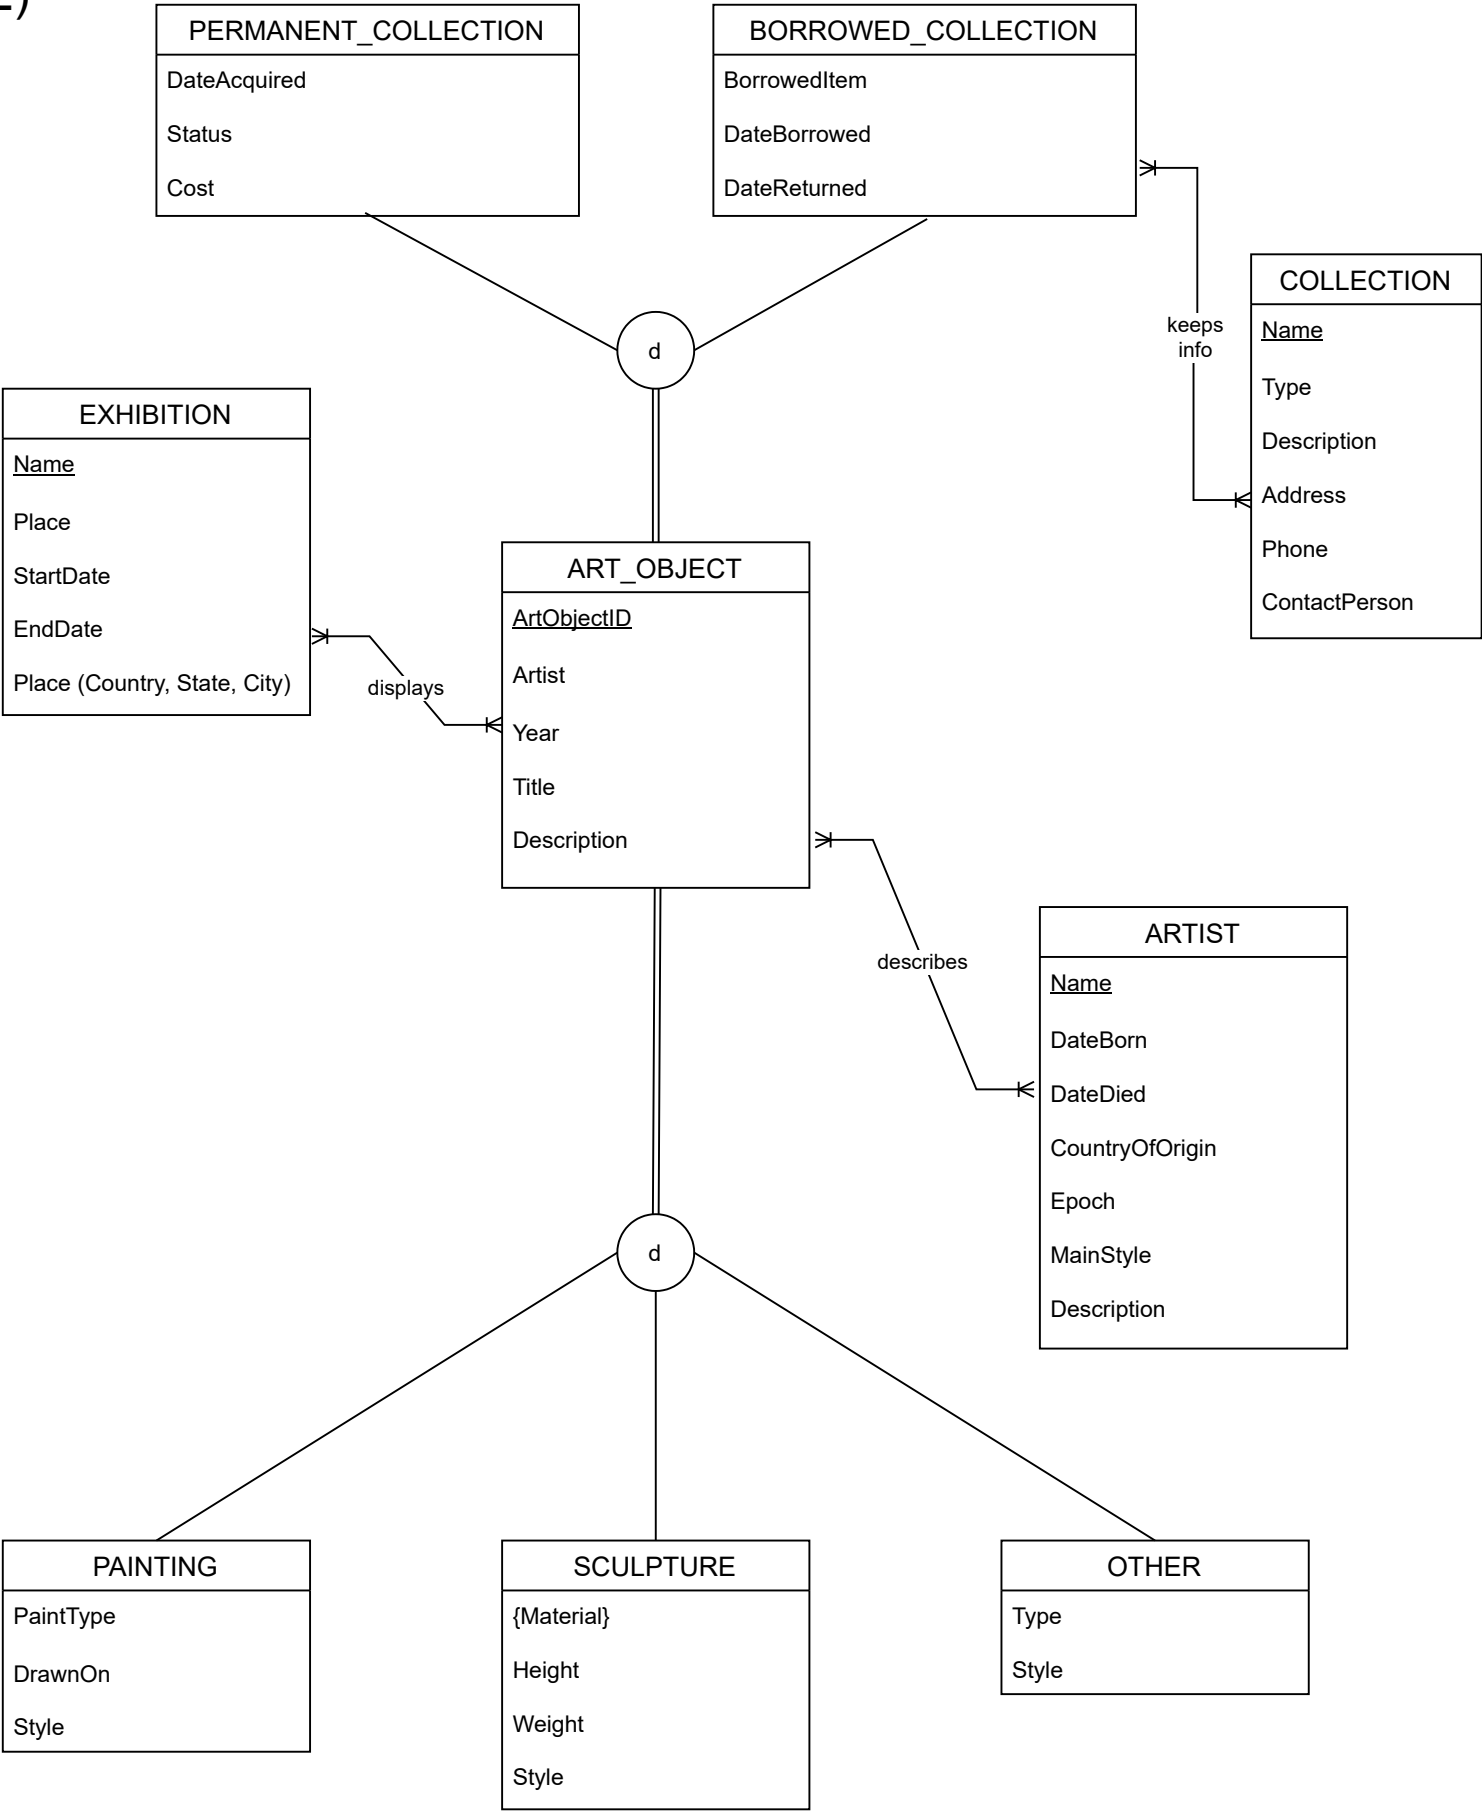 PERMANENT_COLLECTION
DateAcquired
Status
Cost
BORROWED_COLLECTION
BorrowedItem
DateBorrowed
DateReturned
keeps
info
COLLECTION
Name
Type
Description
Address
Phone
ContactPerson
d
EXHIBITION
Name
Place
StartDate
EndDate
Place (Country, State, City)
displays
ART_OBJECT
ArtObjectID
Artist
Year
Title
Description
describes
ARTIST
Name
DateBorn
DateDied
CountryOfOrigin
Epoch
MainStyle
Description
d
PAINTING
PaintType
DrawnOn
Style
SCULPTURE
{Material}
Height
Weight
Style
OTHER
Type
Style